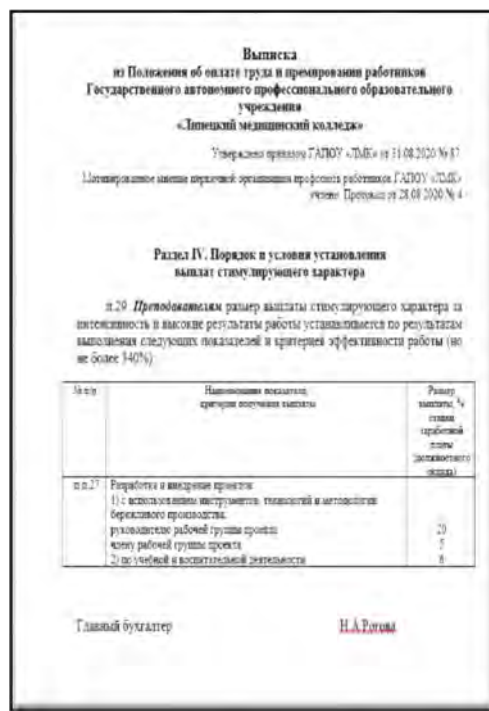 Выписка
из Положения об оплате труда и премировании работников
Государственного автономного профессионального образовательного
учреждения
«Липецкий медицинский колледж»
Утверждено приказом ГАПОУ «ЛМК» от 31.08.2020 № 87
Мотивированное мнение первичной организации профсоюза работников ГАПОУ «ЛМК»
учтено. Протокол от 28.08.2020 № 4
Раздел IV. Порядок и условия установления
выплат стимулирующего характера
п.29 Преподавателям размер выплаты стимулирующего характера за
интенсивность и высокие результаты работы устанавливается по результатам
выполнения следующих показателей и критериев эффективности работы (но
не более 340%)
№ п/п
Наименование показателя,
критерии получения выплаты
Размер
выплаты, %
ставки
заработной
платы
(должностного
оклада)
п.п.27 Разработка и внедрение проектов:
1) с использованием инструментов, технологий и методологии
бережливого производства:
руководителю рабочей группы проекта 20
члену рабочей группы проекта 5
2) по учебной и воспитательной деятельности 6
Главный бухгалтер Н.А.Рогова